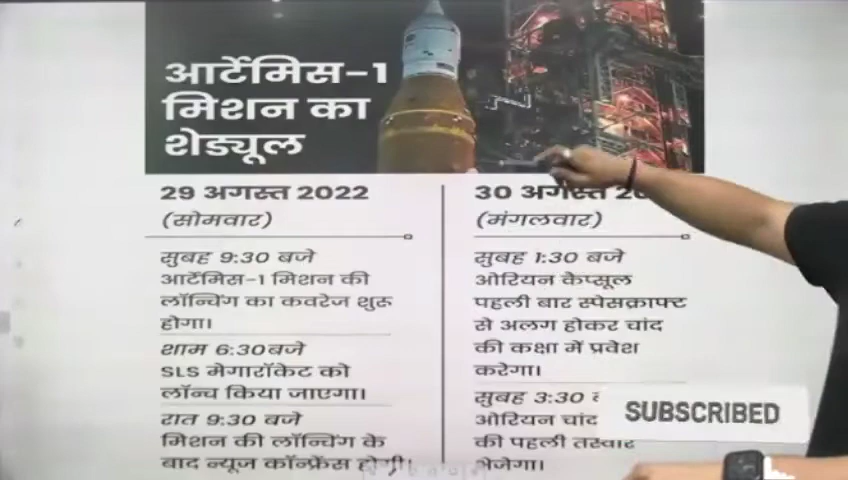 आर्टेमिस-1
मिशन का
शेड्यूल
29 अगस्त 2022
(सोमवार)
सुबह 9:30 बजे
आर्टेमिस-1 मिशन की
लॉन्चिंग का कवरेज शुरू
होगा।
शाम 6:30बजे
SLS मेगारॉकेट को
लॉन्च किया जाएगा।
रात 9:30 बजे
मिशन की लॉन्चिंग के
बाद न्यूज कॉन्फ्रेंस होगी।
30 अगस्त
(मंगलवार)
सुबह 1:30 बजे
ओरियन केप्सूल
पहली बार स्पेसक्राफ्ट
से अलग होकर चांद
की कक्षा में प्रवेश
करेगा।
सुबह 3:30
ओरियन चांद
की पहली तस्वीर
भेजेगा।
SUBSCRIBED